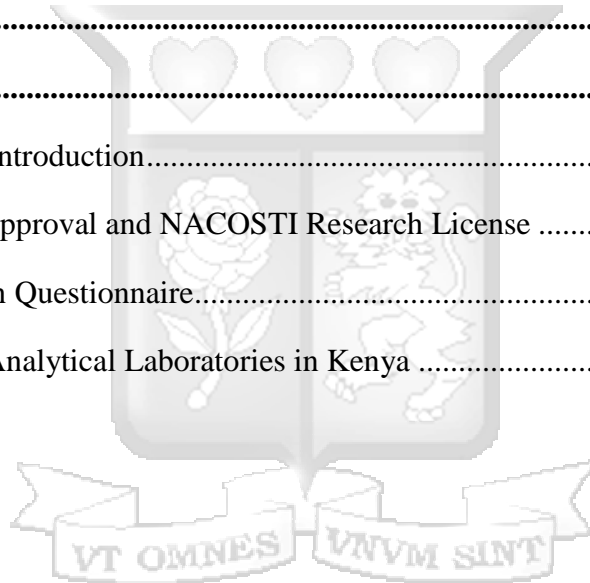 ................................................................................
................................................................................
ntroduction......................................................
pproval and NACOSTI Research License .......
n Questionnaire...............................................
Analytical Laboratories in Kenya .....................
VT OMNES VNVM SINT